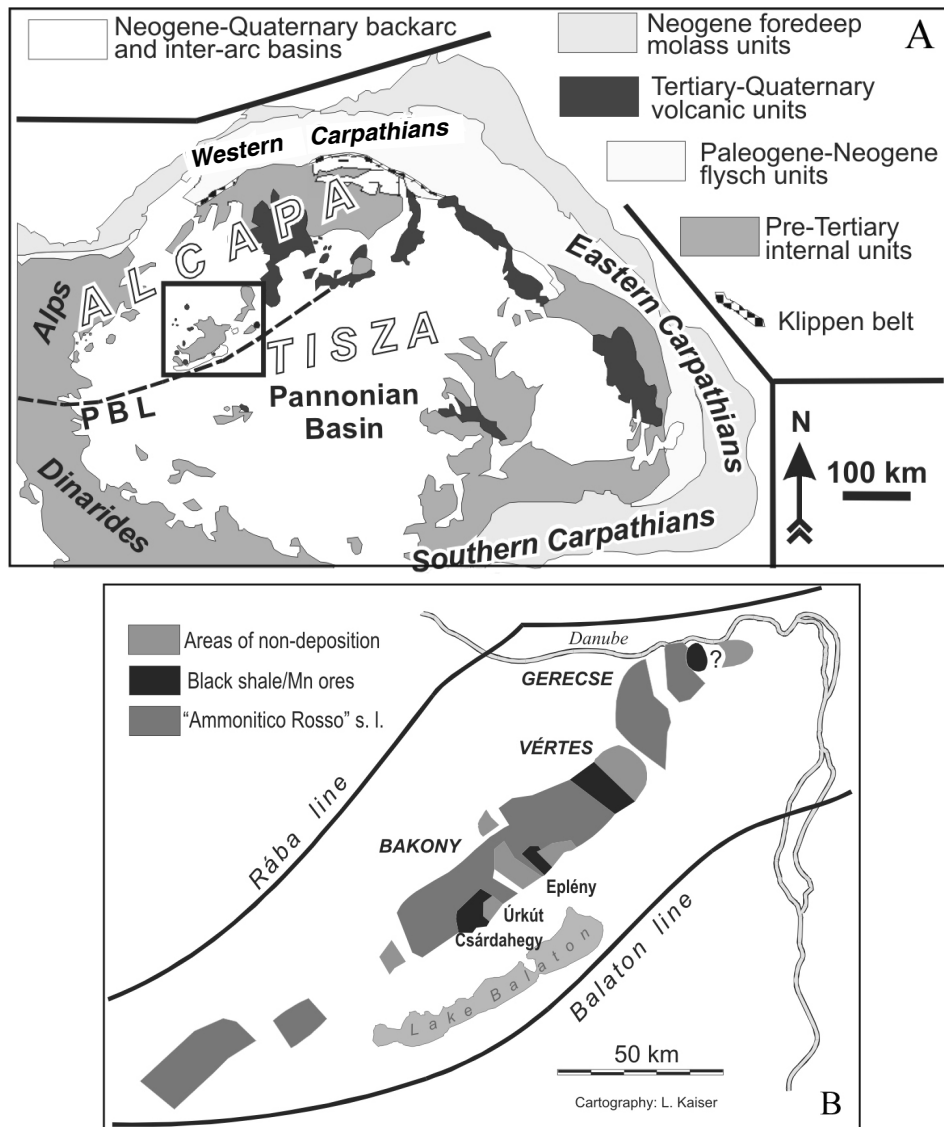 Neogene-Quaternary backarc
and inter-arc basins
Neogene foredeep
molass units
A
Tertiary-Quaternary
volcanic units
Paleogene-Neogene
flysch units
Pre-Tertiary
internal units
Klippen belt
Western Carpathians
ALCAPA
Alps
TISZA
Eastern Carpathians
PBL
Pannonian
Basin
Dinarides
Southern Carpathians
N
100 km
Areas of non-deposition
Black shale/Mn ores
"Ammonitico Rosso" s. l.
Danube
GERECSE
?
VÉRTES
Rába line
BAKONY
Eplény
Úrkút
Csárdahegy
Lake Balaton
Balaton line
50 km
Cartography: L. Kaiser
B